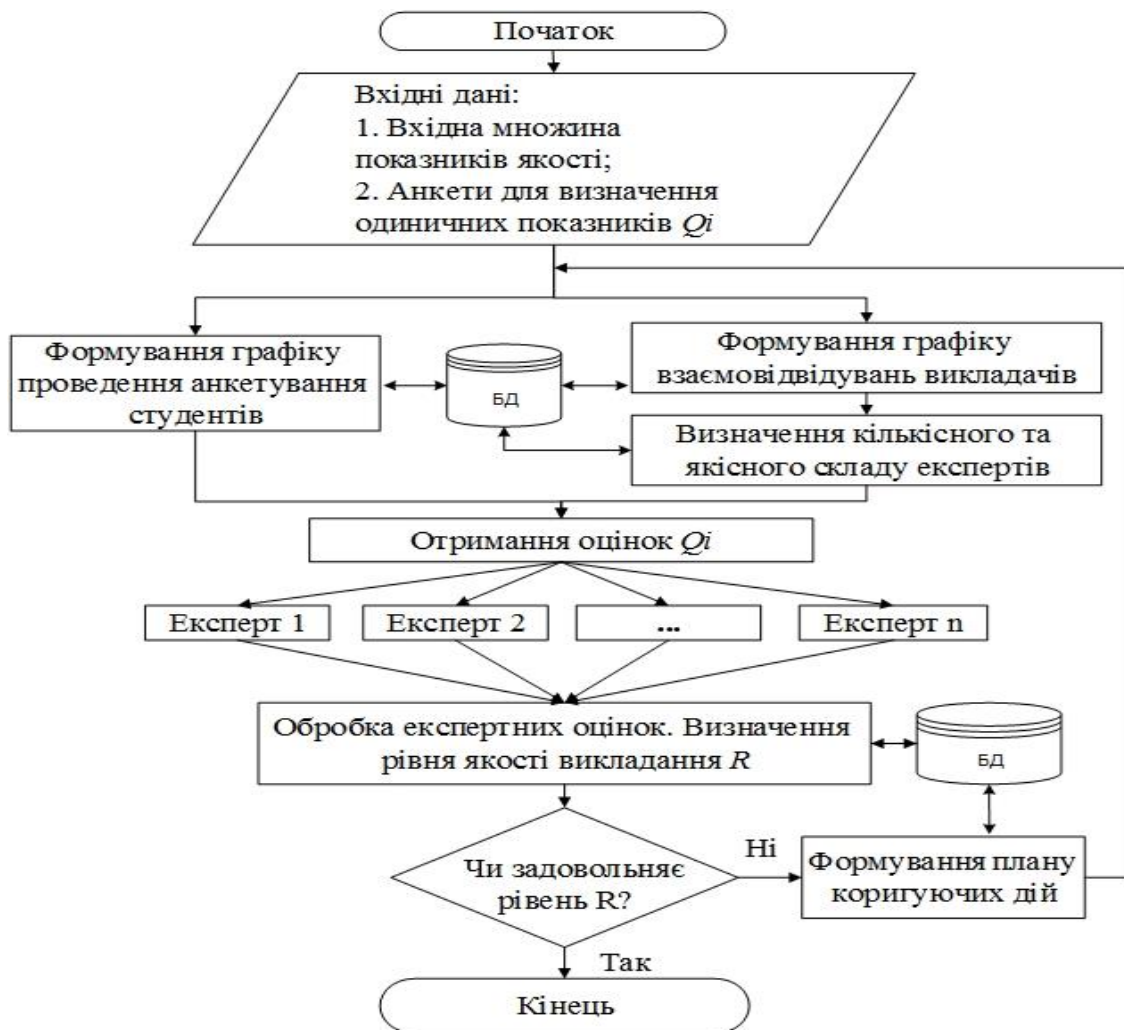 Початок
Вхідні дані:
1. Вхідна множина
показників якості;
2. Анкети для визначення
одиничних показників Qi
Формування графіку
проведення анкетування
студентів
БД
Формування графіку
взаємовідвідувань викладачів
Визначення кількісного та
якісного складу експертів
Отримання оцінок Qi
Експерт 1
Експерт 2
...
Експерт n
Обробка експертних оцінок. Визначення
рівня якості викладання R
БД
Чи задовольняє
рівень R?
Ні
Формування плану
коригуючих дій
Так
Кінець